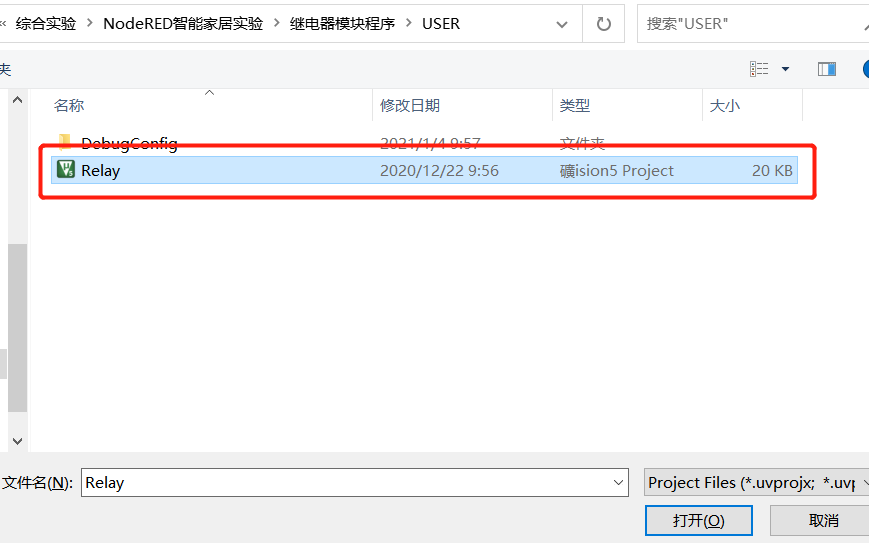 « 综合实验 > NodeRED智能家居实验 > 继电器模块程序 > USER
搜索"USER"
夹
名称 修改日期 类型 大小
DebugConfig 2021/1/4 9:57 文件夹
Relay 2020/12/22 9:56 礦ision5 Project 20 KB
文件名(N): Relay
Project Files (*.uvprojx; *.uvp
打开(O) 取消